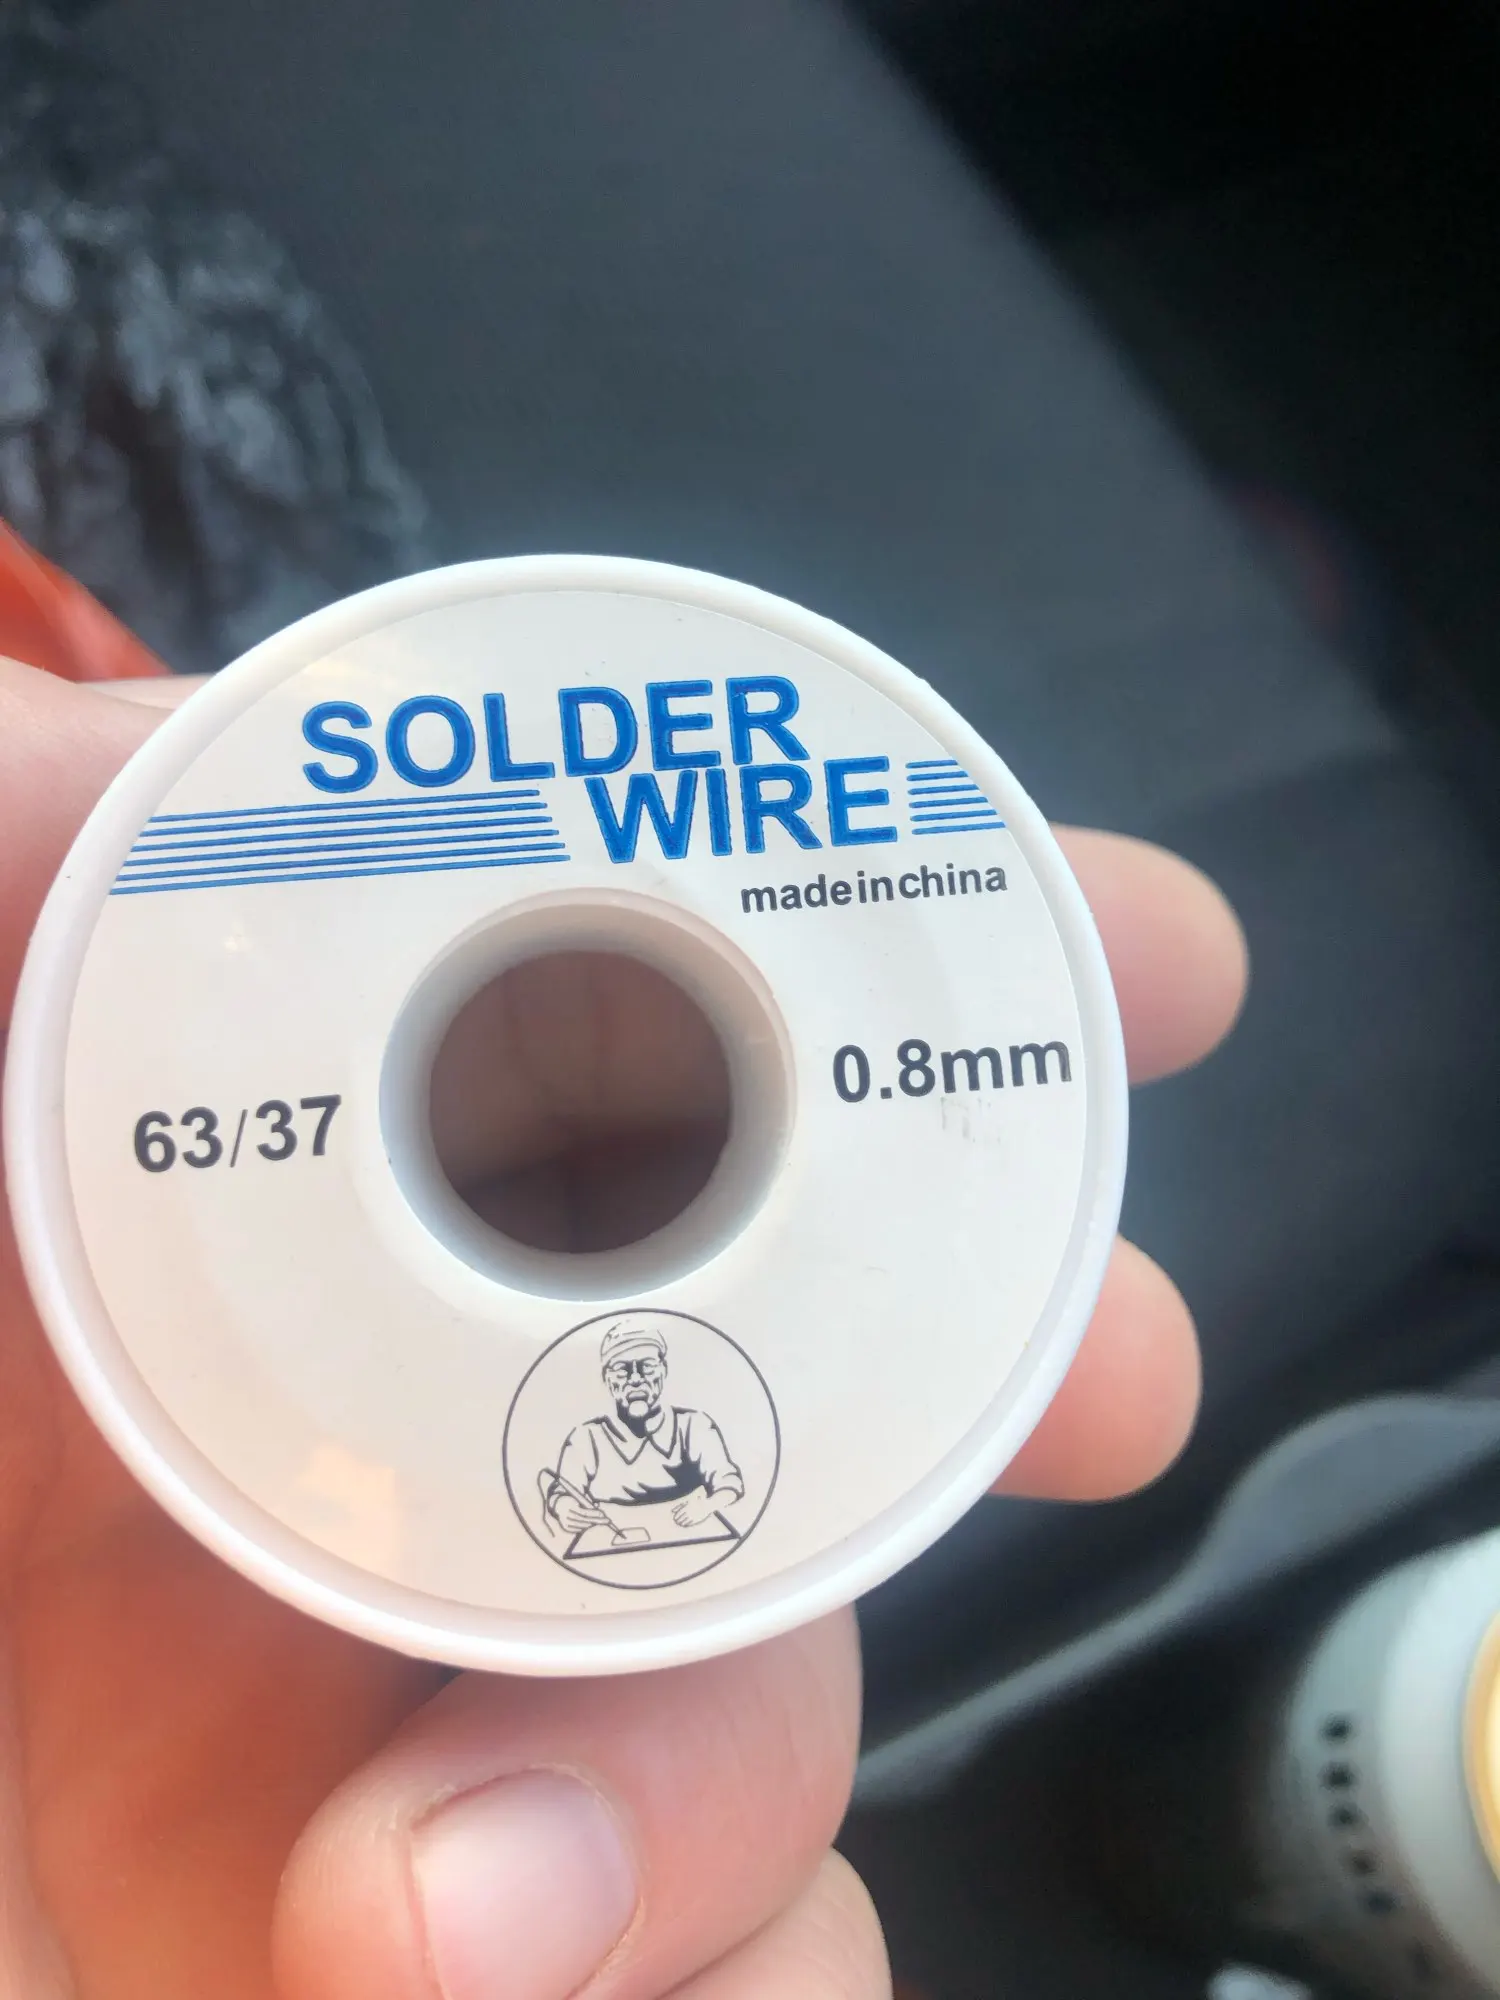 SOLDER
WIRE
madeinchina
0.8mm
63/37